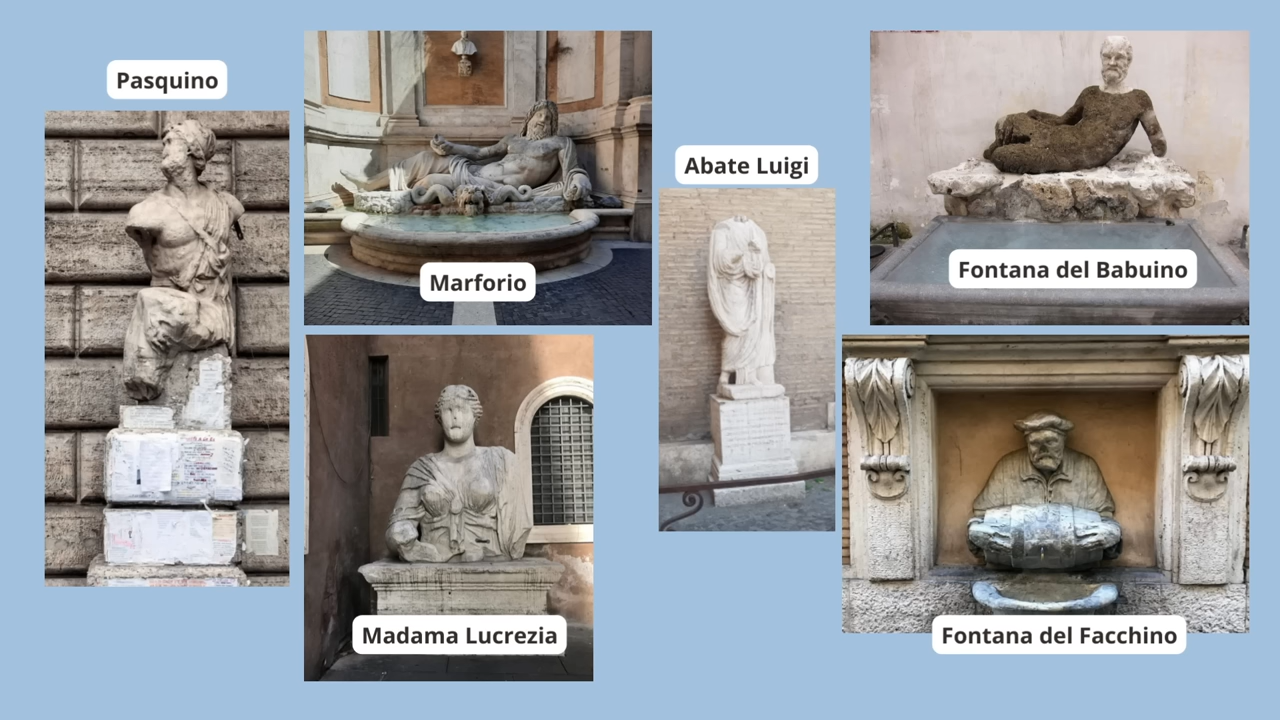 Pasquino
Marforio
Abate Luigi
Fontana del Babuino
Madama Lucrezia
Fontana del Facchino